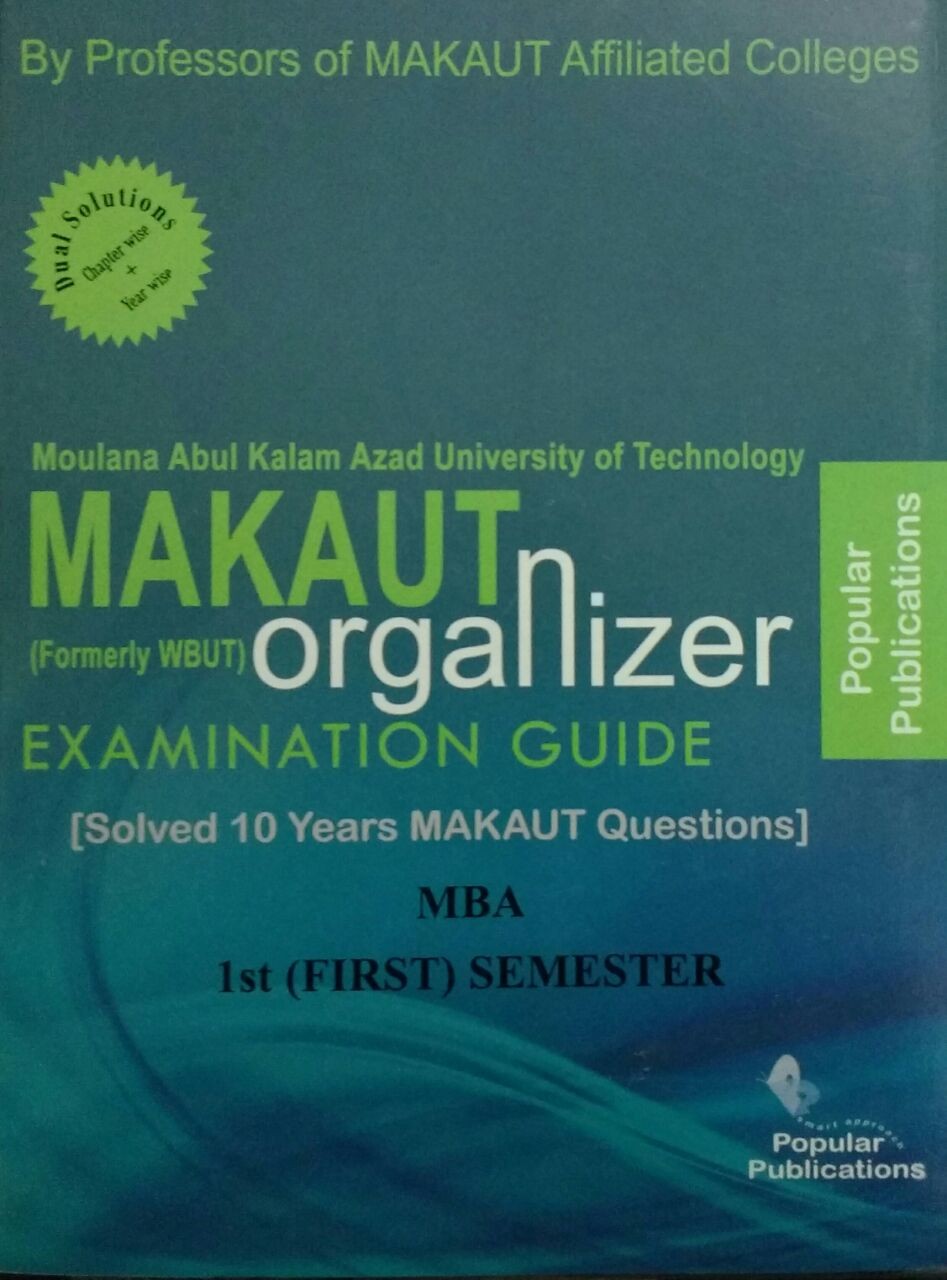 By Professors of MAKAUT Affiliated Colleges
Dual Solutions
Chapter wise
+
Year wise
Moulana Abul Kalam Azad University of Technology
MAKAUT
(Formerly WBUT) organizer
EXAMINATION GUIDE
Popular
Publications
[Solved 10 Years MAKAUT Questions]
MBA
1st (FIRST) SEMESTER
smart approach
Popular
Publications